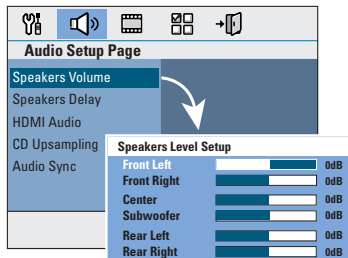 Audio Setup Page
Speakers Volume
Speakers Delay
HDMI Audio
CD Upsampling
Audio Sync
Speakers Level Setup
Front Left 0dB
Front Right 0dB
Center 0dB
Subwoofer 0dB
Rear Left 0dB
Rear Right 0dB